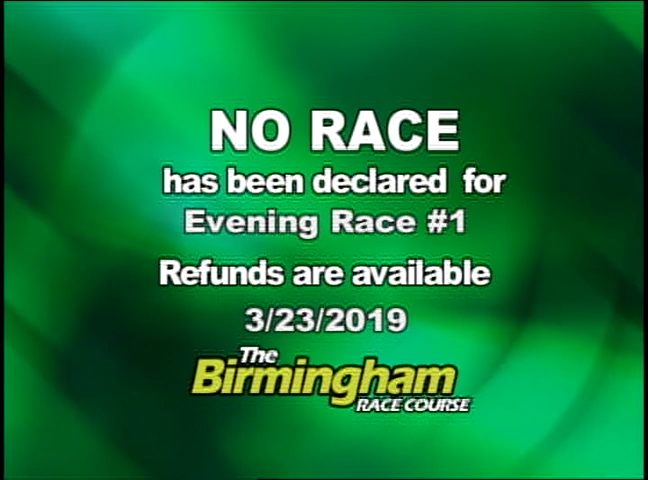 NO RACE
has been declared for
Evening Race #1
Refunds are available
3/23/2019
The
Birmingham
RACE COURSE